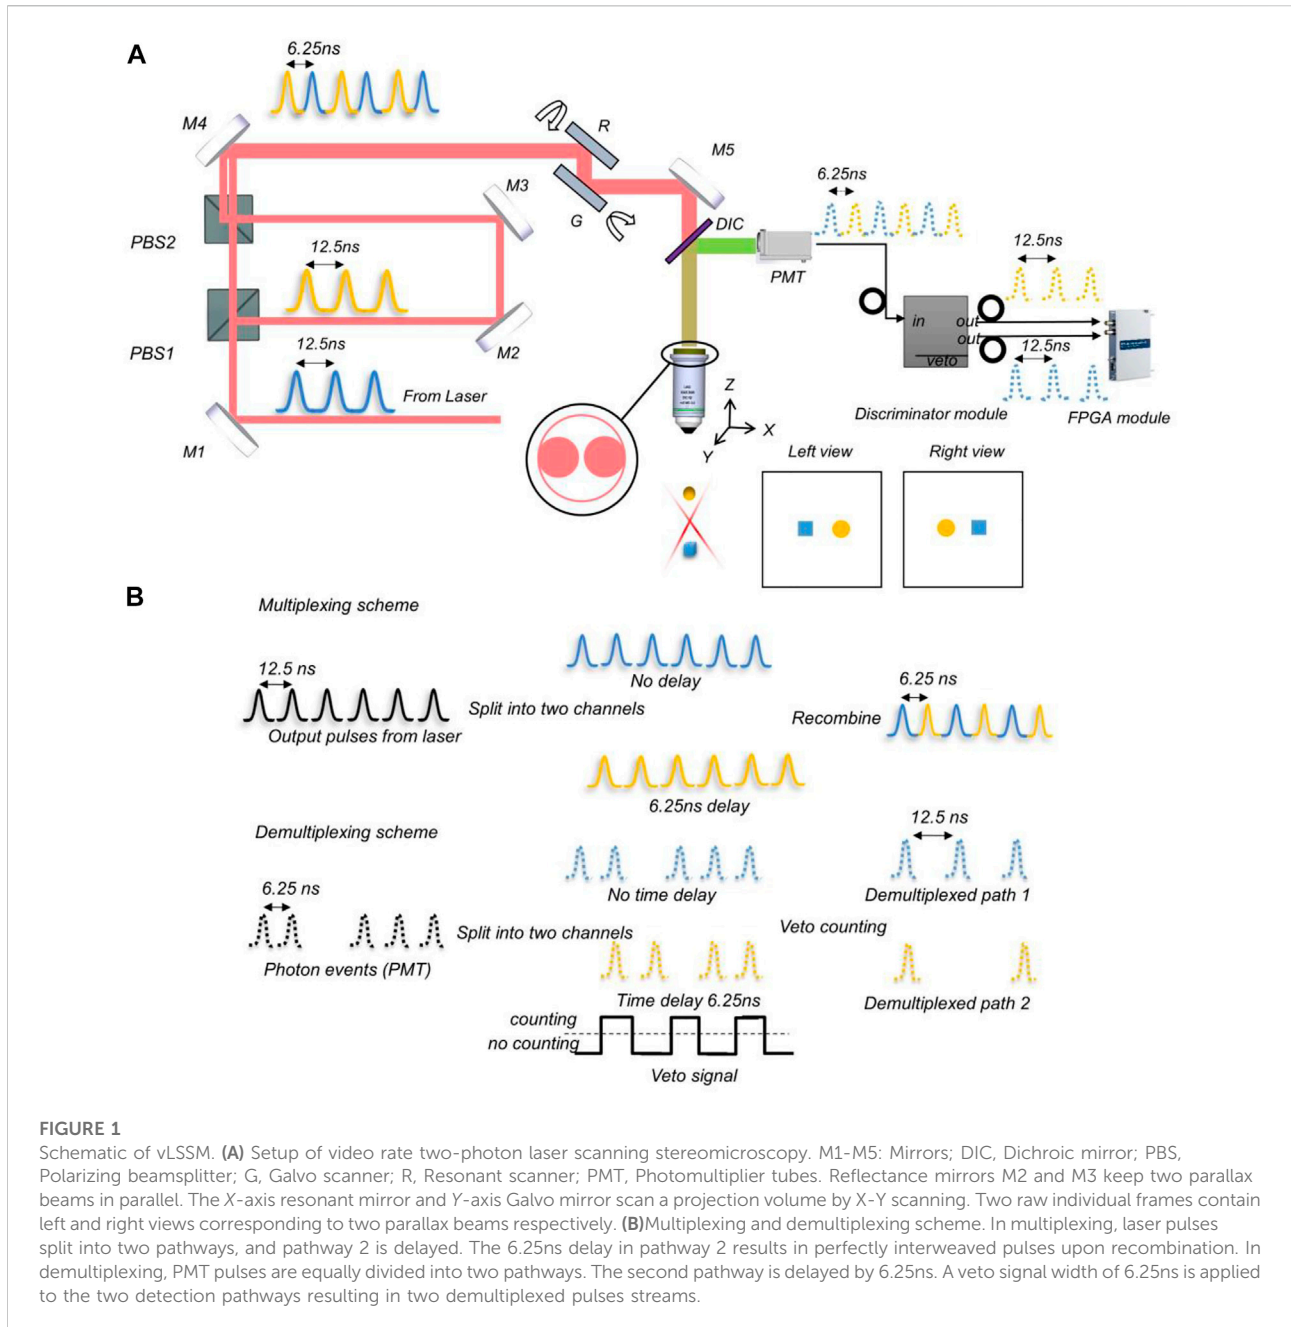 A
6.25ns
M4
R
M5
M3
6.25ns
G
DIC
12.5ns
PBS2
12.5ns
PMT
in
out
out
veto
PBS1
12.5ns
M2
12.5ns
From Laser
Z
X
Y
Discriminator module
FPGA module
M1
Left view
Right view
B
Multiplexing scheme
12.5 ns
No delay
6.25 ns
Split into two channels
Recombine
Output pulses from laser
6.25ns delay
Demultiplexing scheme
12.5 ns
6.25 ns
No time delay
Demultiplexed path 1
Split into two channels
Veto counting
Photon events (PMT)
Time delay 6.25ns
Demultiplexed path 2
counting
no counting
Veto signal
FIGURE 1
Schematic of vLSSM. (A) Setup of video rate two-photon laser scanning stereomicroscopy. M1-M5: Mirrors; DIC, Dichroic mirror; PBS,
Polarizing beamsplitter; G, Galvo scanner; R, Resonant scanner; PMT, Photomultiplier tubes. Reflectance mirrors M2 and M3 keep two parallax
beams in parallel. The X-axis resonant mirror and Y-axis Galvo mirror scan a projection volume by X-Y scanning. Two raw individual frames contain
left and right views corresponding to two parallax beams respectively. (B)Multiplexing and demultiplexing scheme. In multiplexing, laser pulses
split into two pathways, and pathway 2 is delayed. The 6.25ns delay in pathway 2 results in perfectly interweaved pulses upon recombination. In
demultiplexing, PMT pulses are equally divided into two pathways. The second pathway is delayed by 6.25ns. A veto signal width of 6.25ns is applied
to the two detection pathways resulting in two demultiplexed pulses streams.